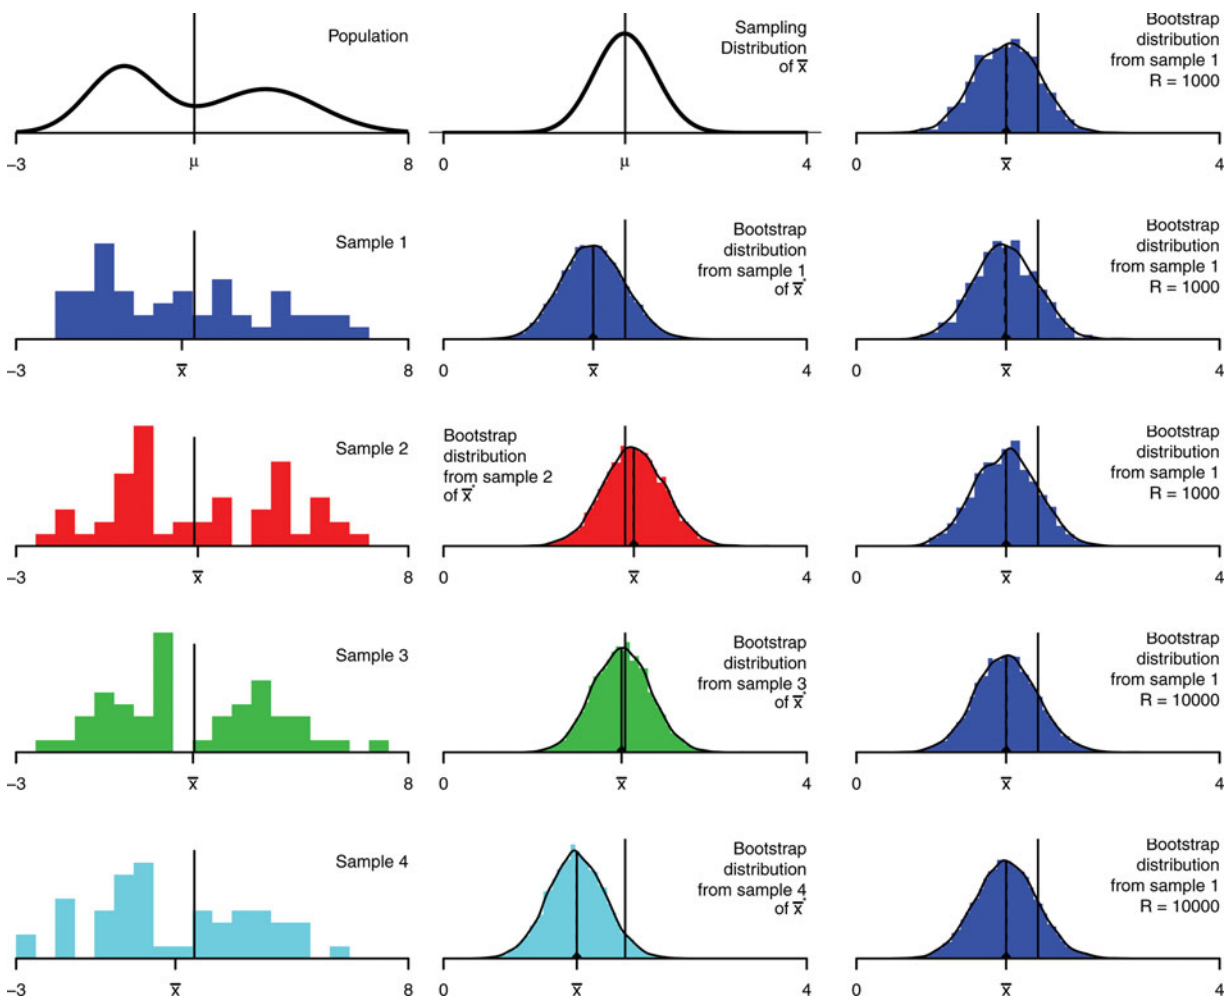 Population
–3
μ
8
Sampling
Distribution
of x̄
0
μ
4
Bootstrap
distribution
from sample 1
R = 1000
0
x̄
4
Sample 1
–3
x̄
8
Bootstrap
distribution
from sample 1
of x̄*
0
x̄
4
Bootstrap
distribution
from sample 1
R = 1000
0
x̄
4
Sample 2
–3
x̄
8
Bootstrap
distribution
from sample 2
of x̄*
0
x̄
4
Bootstrap
distribution
from sample 1
R = 1000
0
x̄
4
Sample 3
–3
x̄
8
Bootstrap
distribution
from sample 3
of x̄*
0
x̄
4
Bootstrap
distribution
from sample 1
R = 10000
0
x̄
4
Sample 4
–3
x̄
8
Bootstrap
distribution
from sample 4
of x̄*
0
x̄
4
Bootstrap
distribution
from sample 1
R = 10000
0
x̄
4